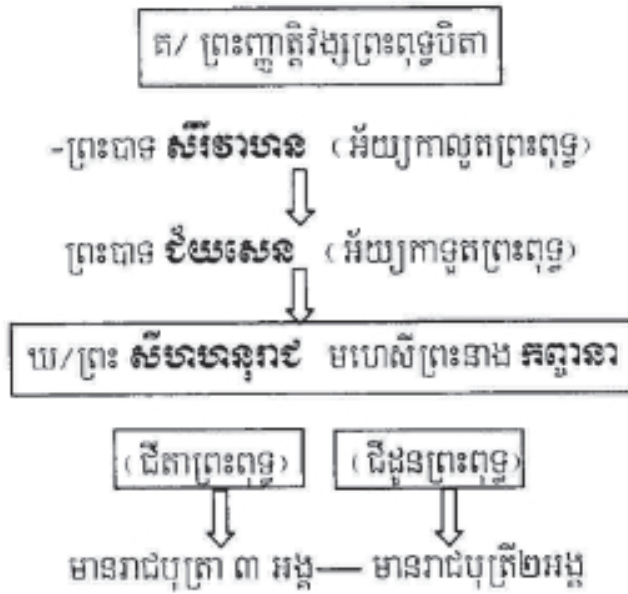 គ/ ព្រះញាត្តិវង្សព្រះពុទ្ធបិតា
-ព្រះបាទ សិរីវាហន (អ័យ្យកាលួតព្រះពុទ្ធ)
ព្រះបាទ ជ័យសេន (អ័យ្យកាទួតព្រះពុទ្ធ)
ឃ/ព្រះ សីហហនុរាជ មហេសីព្រះនាង កញ្ចនា
(ជីតាព្រះពុទ្ធ) (ជីដូនព្រះពុទ្ធ)
មានរាជបុត្រា ៣ អង្គ— មានរាជបុត្រី២អង្គ